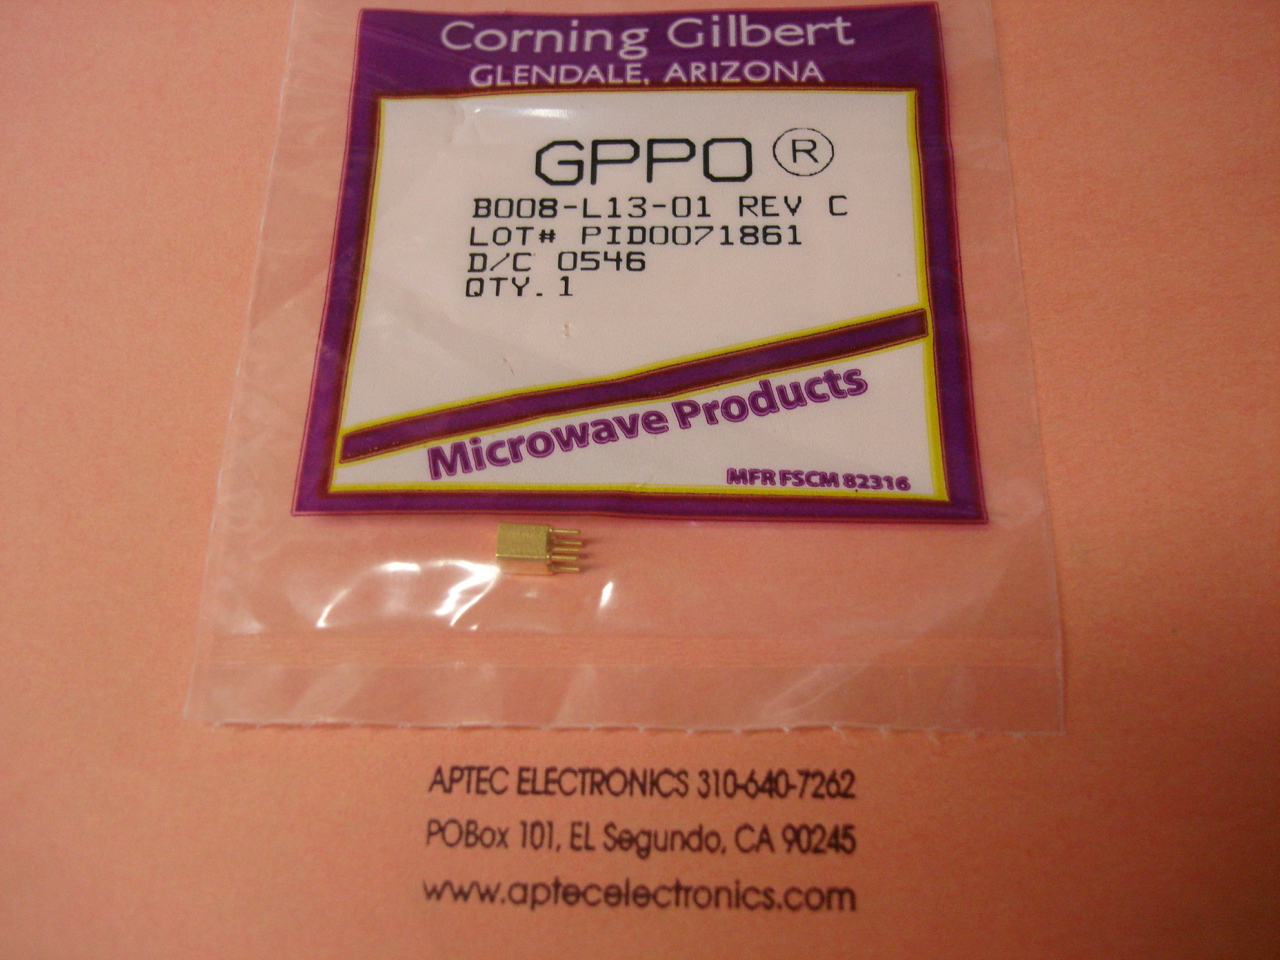 Corning Gilbert
GLENDALE, ARIZONA
GPPO ®
B008-L13-01 REV C
LOT# PID0071861
D/C 0546
QTY. 1
Microwave Products
MFR FSCM 82316
APTEC ELECTRONICS 310-640-7262
POBox 101, EL Segundo, CA 90245
www.aptecelectronics.com